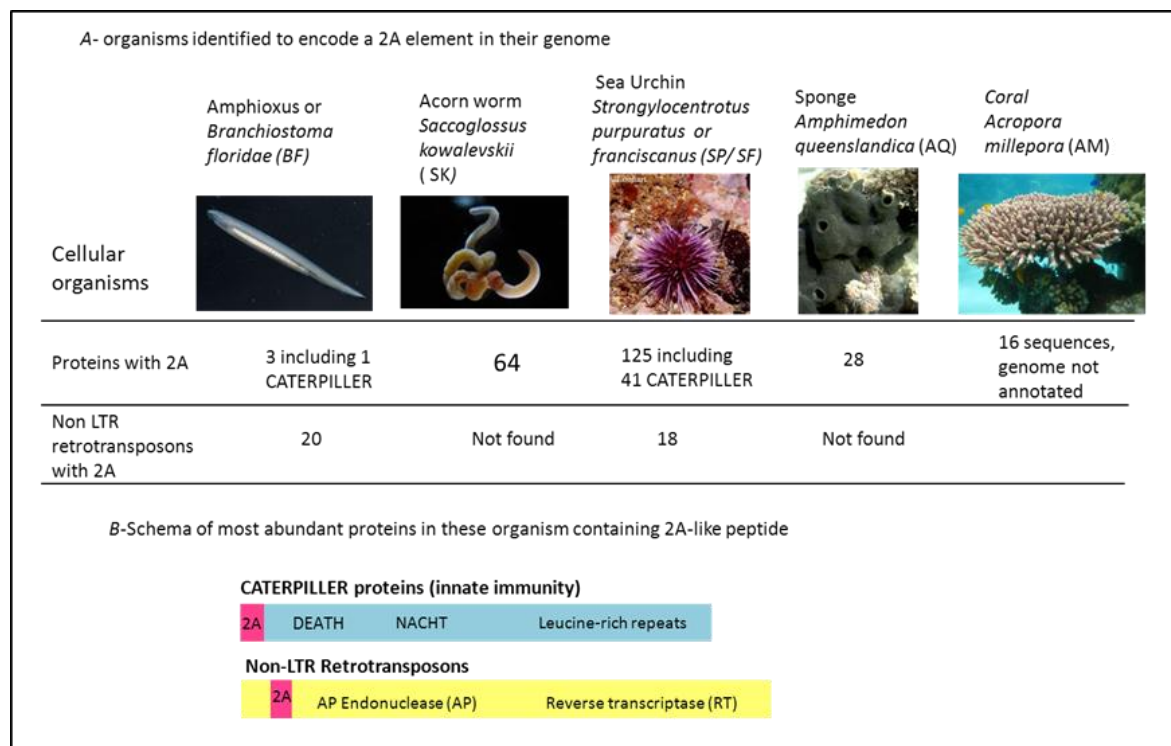 A- organisms identified to encode a 2A element in their genome
Amphioxus or
Branchiostoma
floridae (BF)
Acorn worm
Saccoglossus
kowalevskii
( SK)
Sea Urchin
Strongylocentrotus
purpuratus or
franciscanus (SP/ SF)
Sponge
Amphimedon
queenslandica (AQ)
Coral
Acropora
millepora (AM)
Cellular
organisms
Proteins with 2A
3 including 1
CATERPILLER
64
125 including
41 CATERPILLER
28
16 sequences,
genome not
annotated
Non LTR
retrotransposons
with 2A
20
Not found
18
Not found
B-Schema of most abundant proteins in these organism containing 2A-like peptide
CATERPILLER proteins (innate immunity)
2A DEATH NACHT Leucine-rich repeats
Non-LTR Retrotransposons
2A AP Endonuclease (AP) Reverse transcriptase (RT)